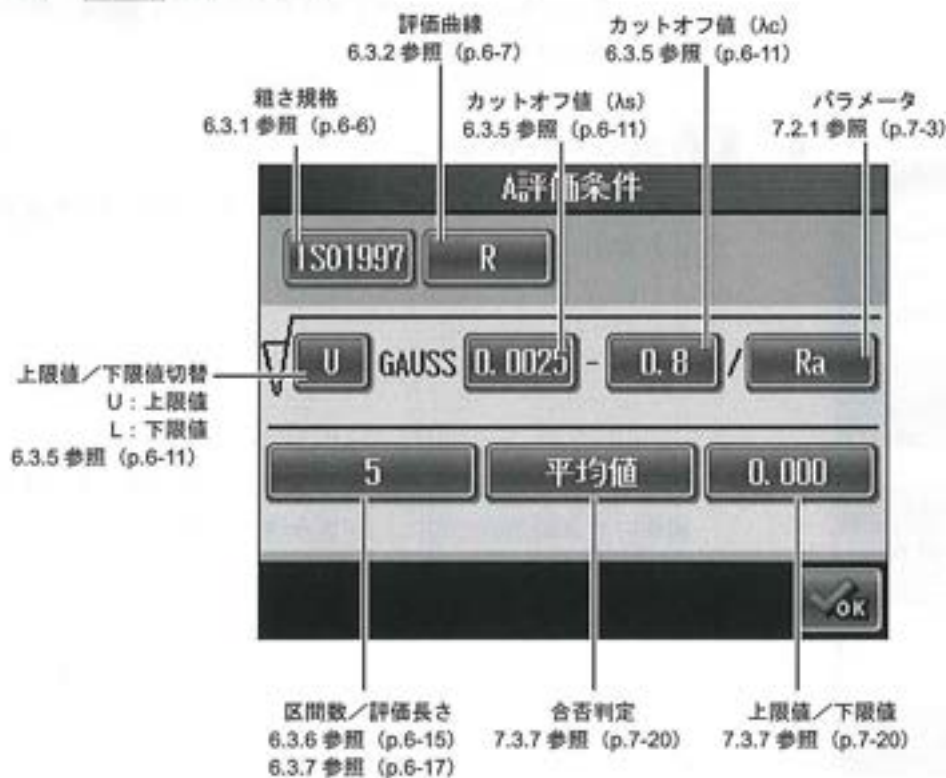 評価曲線
6.3.2 参照（p.6-7）
カットオフ値（λc）
6.3.5 参照（p.6-11）
粗さ規格
6.3.1 参照（p.6-6）
カットオフ値（λs）
6.3.5 参照（p.6-11）
パラメータ
7.2.1 参照（p.7-3）
A評価条件
ISO1997
R
U GAUSS 0.0025 - 0.8 / Ra
上限値／下限値切替
U：上限値
L：下限値
6.3.5 参照（p.6-11）
5
平均値
0.000
OK
区間数／評価長さ
6.3.6 参照（p.6-15）
6.3.7 参照（p.6-17）
合否判定
7.3.7 参照（p.7-20）
上限値／下限値
7.3.7 参照（p.7-20）